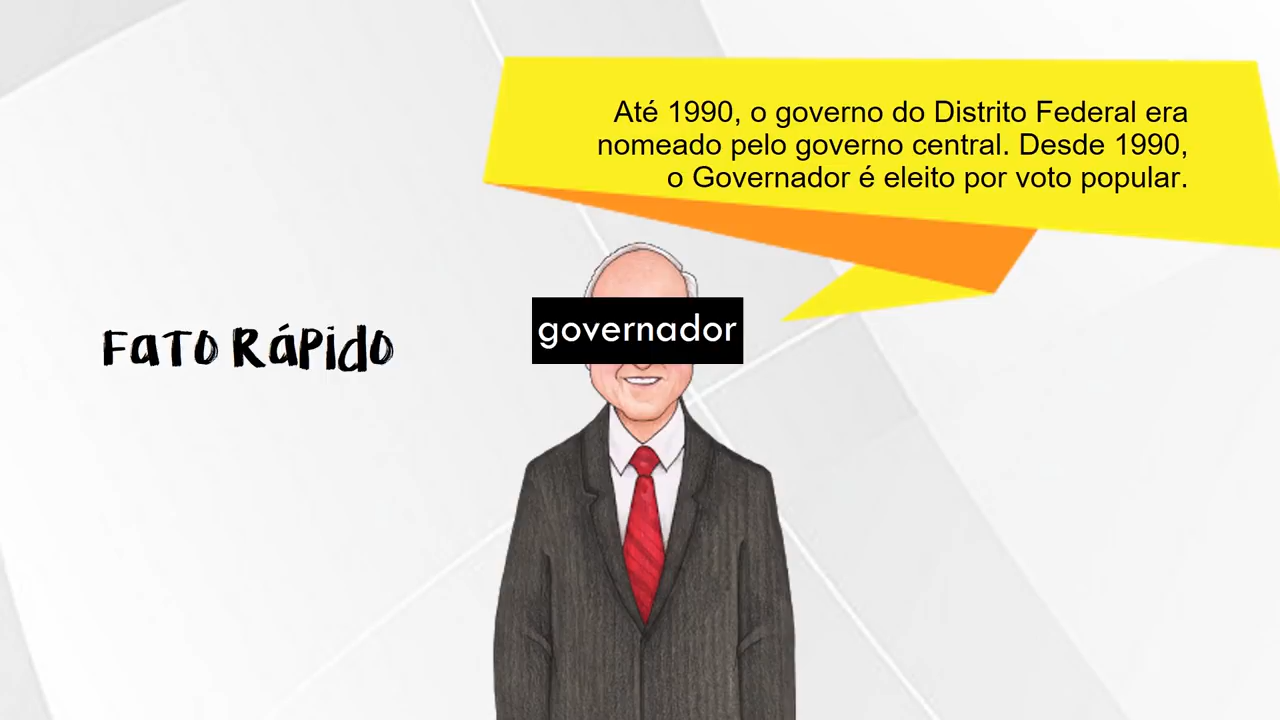 Até 1990, o governo do Distrito Federal era
nomeado pelo governo central. Desde 1990,
o Governador é eleito por voto popular.
governador
Fato Rápido